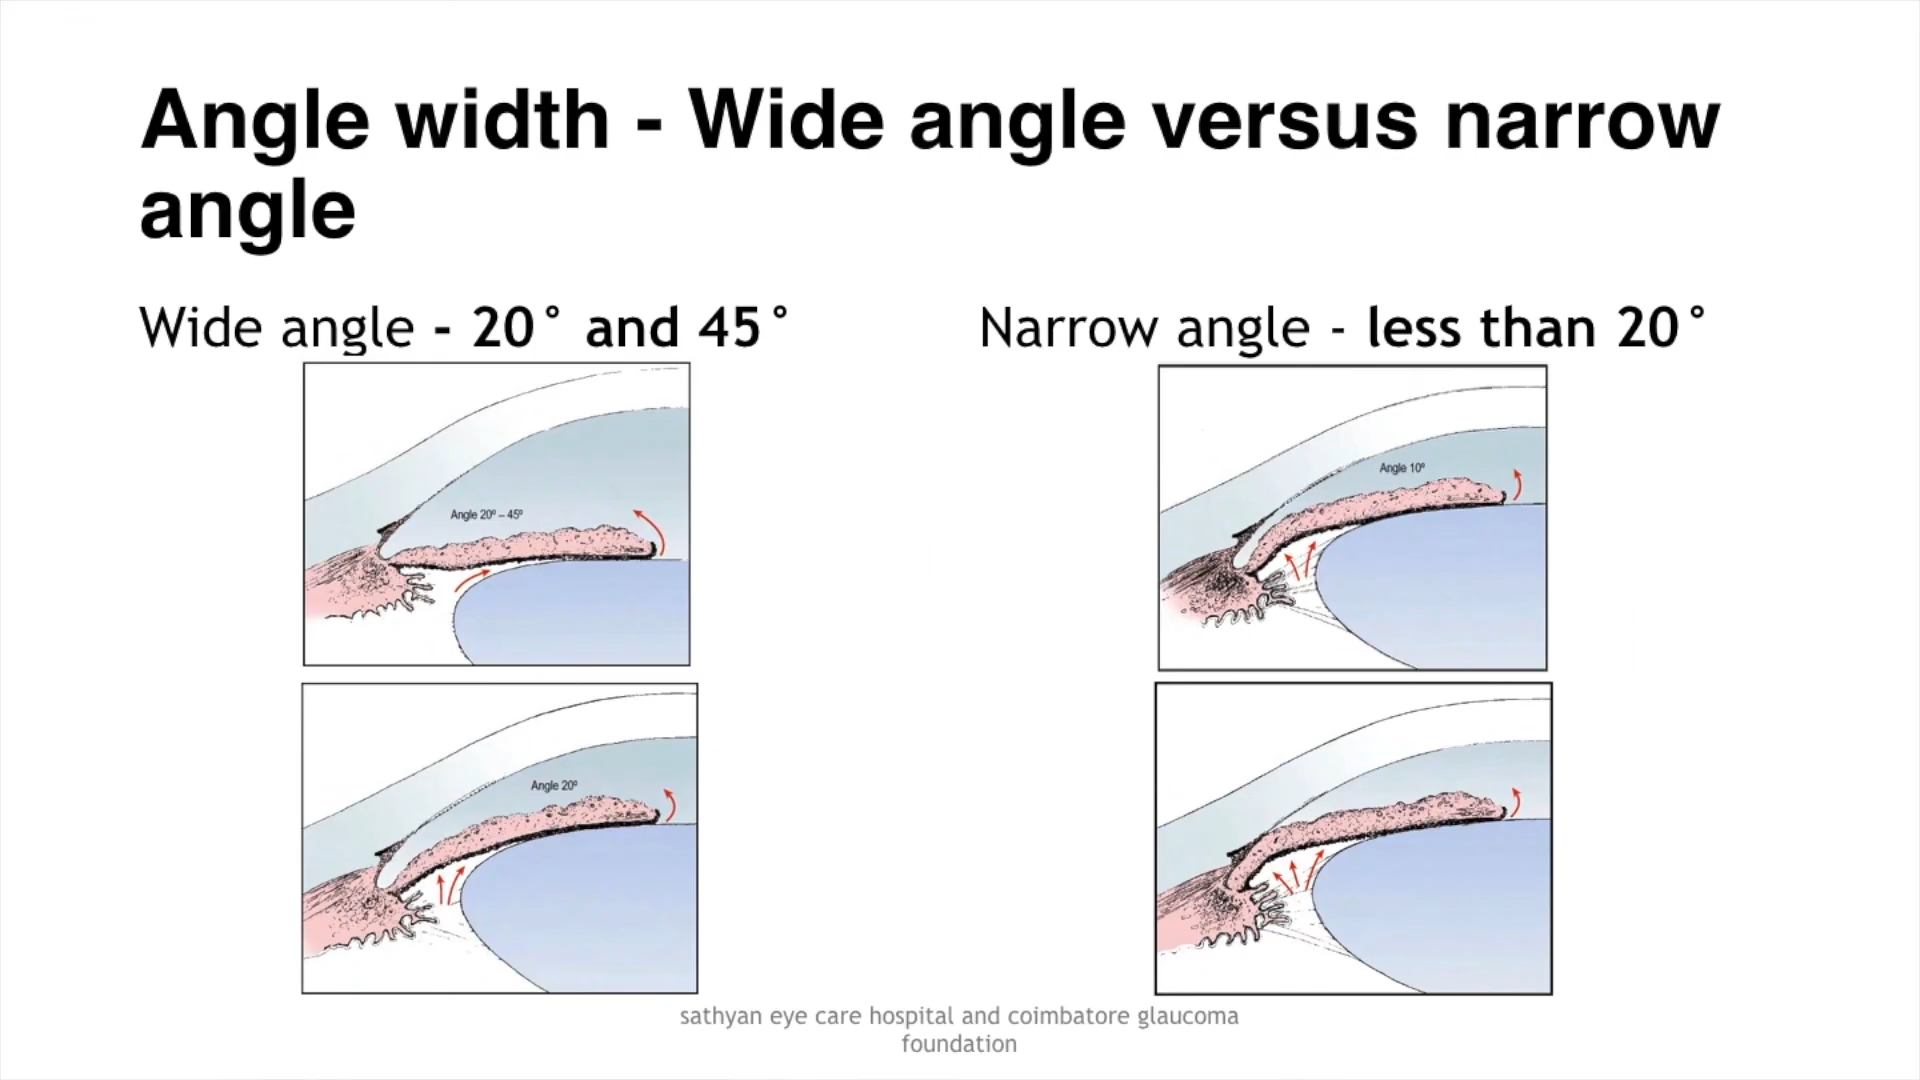 Angle width - Wide angle versus narrow
angle
Wide angle - 20° and 45°
Narrow angle - less than 20°
Angle 20º – 45º
Angle 10º
Angle 20º
sathyan eye care hospital and coimbatore glaucoma
foundation